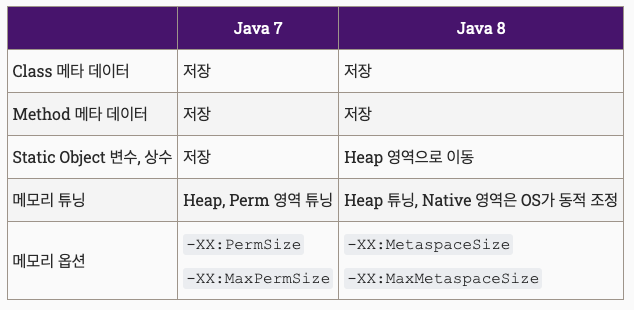 Java 7 Java 8
Class 메타 데이터 저장 저장
Method 메타 데이터 저장 저장
Static Object 변수, 상수 저장 Heap 영역으로 이동
메모리 튜닝 Heap, Perm 영역 튜닝 Heap 튜닝, Native 영역은 OS가 동적 조정
메모리 옵션 -XX:PermSize -XX:MetaspaceSize
-XX:MaxPermSize -XX:MaxMetaspaceSize